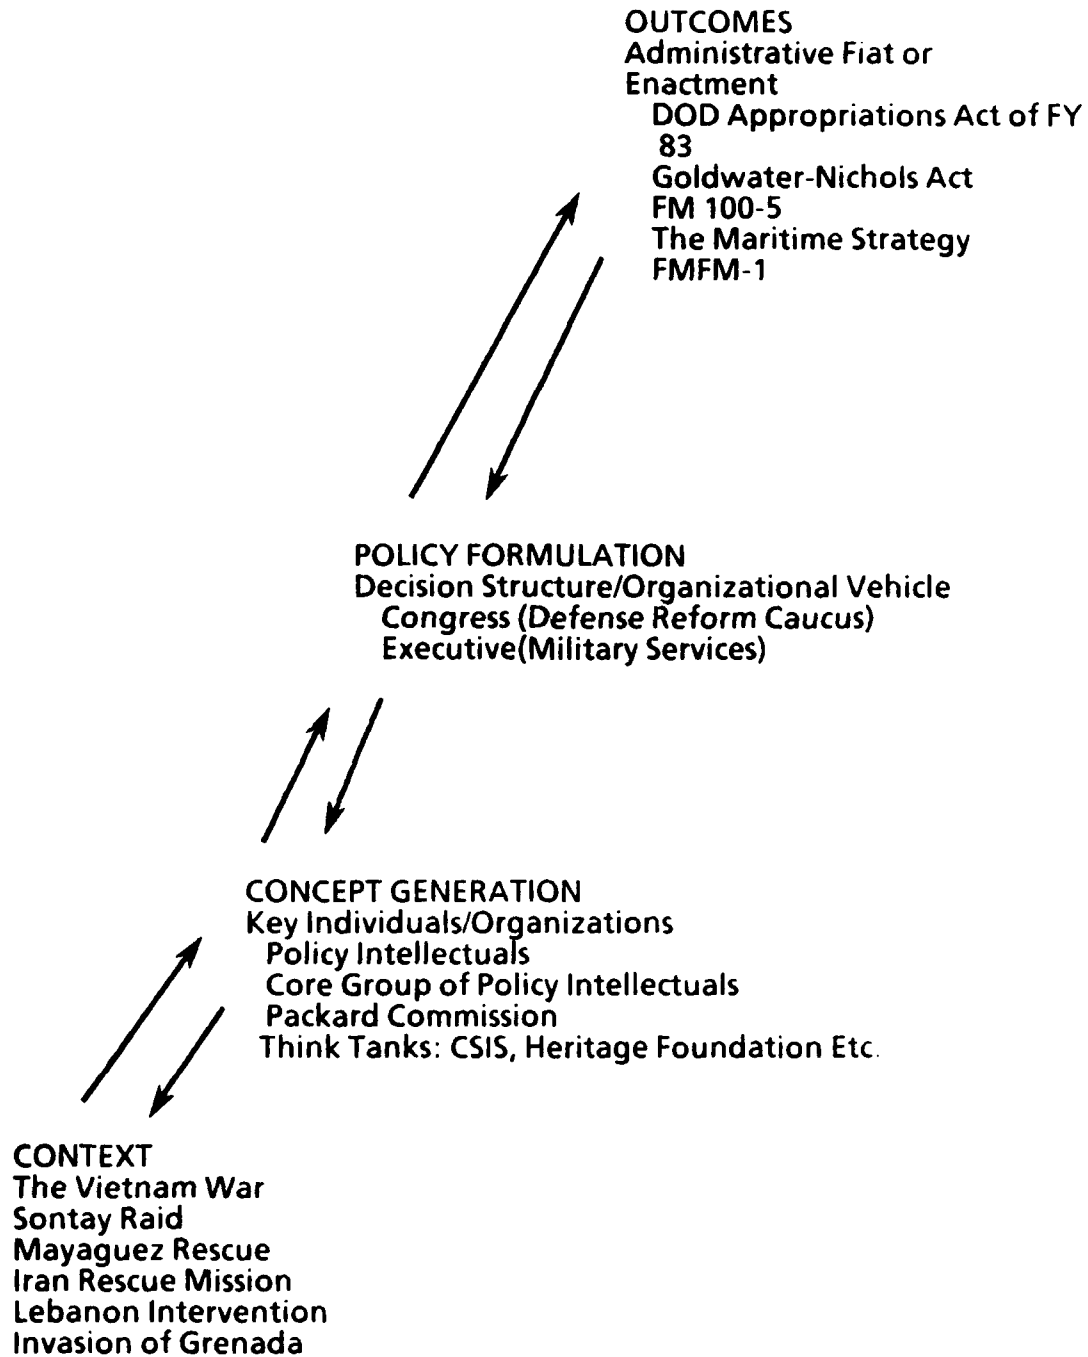 OUTCOMES
Administrative Fiat or
Enactment
DOD Appropriations Act of FY
83
Goldwater-Nichols Act
FM 100-5
The Maritime Strategy
FMFM-1
POLICY FORMULATION
Decision Structure/Organizational Vehicle
Congress (Defense Reform Caucus)
Executive(Military Services)
CONCEPT GENERATION
Key Individuals/Organizations
Policy Intellectuals
Core Group of Policy Intellectuals
Packard Commission
Think Tanks: CSIS, Heritage Foundation Etc.
CONTEXT
The Vietnam War
Sontay Raid
Mayaguez Rescue
Iran Rescue Mission
Lebanon Intervention
Invasion of Grenada